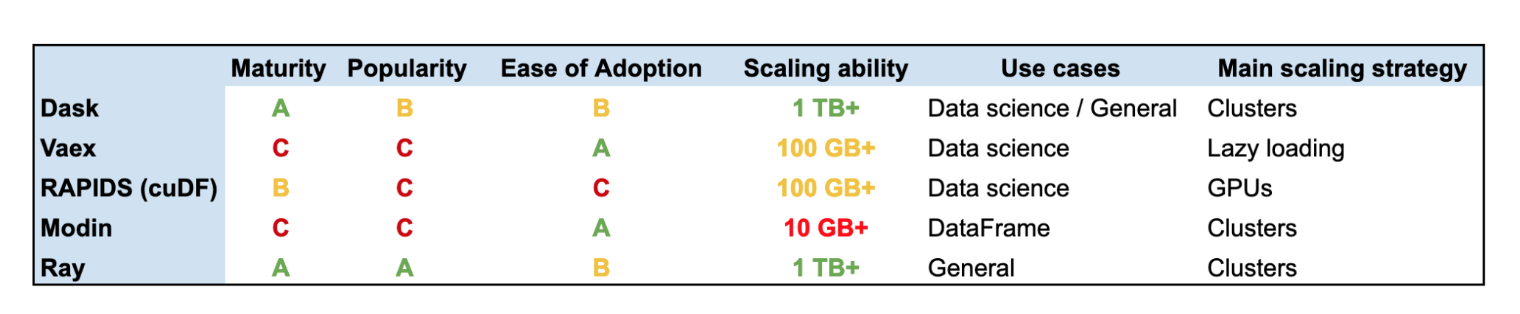 Maturity Popularity Ease of Adoption Scaling ability Use cases Main scaling strategy
Dask A B B 1 TB+ Data science / General Clusters
Vaex C C A 100 GB+ Data science Lazy loading
RAPIDS (cuDF) B C C 100 GB+ Data science GPUs
Modin C C A 10 GB+ DataFrame Clusters
Ray A A B 1 TB+ General Clusters